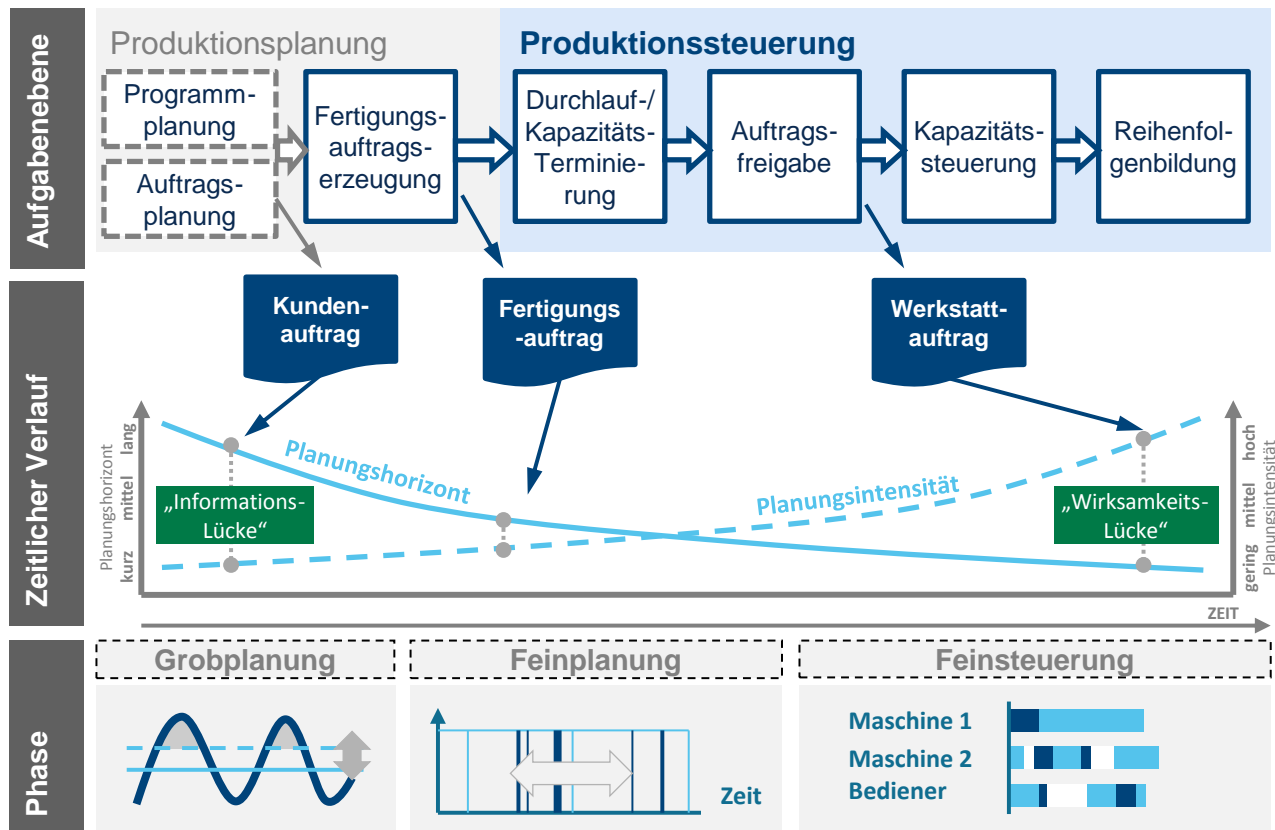 Aufgabenebene
Produktionsplanung
Produktionssteuerung
Programm-
planung
Auftrags-
planung
Fertigungs-
auftrags-
erzeugung
Durchlauf-/
Kapazitäts-
Terminie-
rung
Auftrags-
freigabe
Kapazitäts-
steuerung
Reihenfol-
genbildung
Zeitlicher Verlauf
Kunden-
auftrag
Fertigungs
-auftrag
Werkstatt-
auftrag
Planungshorizont
lang
mittel
kurz
Planungshorizont
Planungsintensität
„Informations-
Lücke“
„Wirksamkeits-
Lücke“
hoch
mittel
gering
Planungsintensität
ZEIT
Phase
Grobplanung
Feinplanung
Feinsteuerung
Zeit
Maschine 1
Maschine 2
Bediener